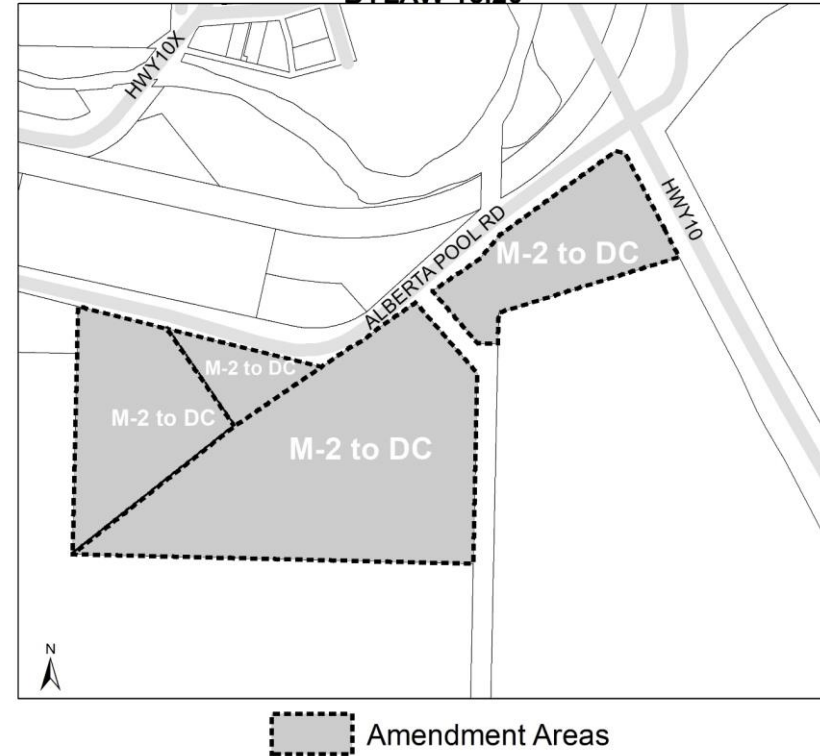 HWY10X
HWY10
ALBERTA POOL RD
M-2 to DC
M-2 to DC
M-2 to DC
M-2 to DC
N
Amendment Areas